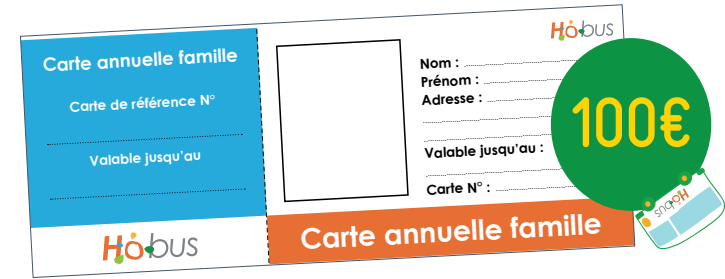 Carte annuelle famille
Carte de référence N°
Valable jusqu'au
Hobus
Hobus
Nom :
Prénom :
Adresse :
Valable jusqu'au :
Carte N° :
Carte annuelle famille
100€
Hobus